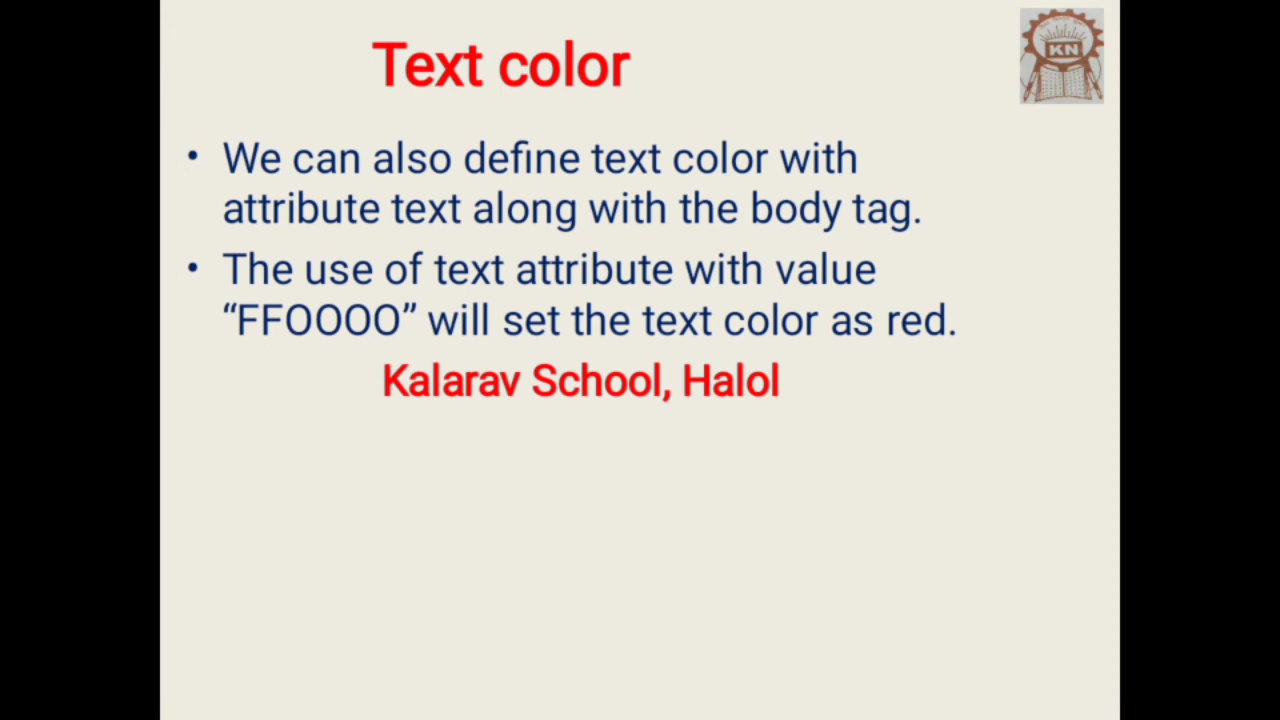 Text color
KN
• We can also define text color with
attribute text along with the body tag.
• The use of text attribute with value
“FFOOOO” will set the text color as red.
Kalarav School, Halol